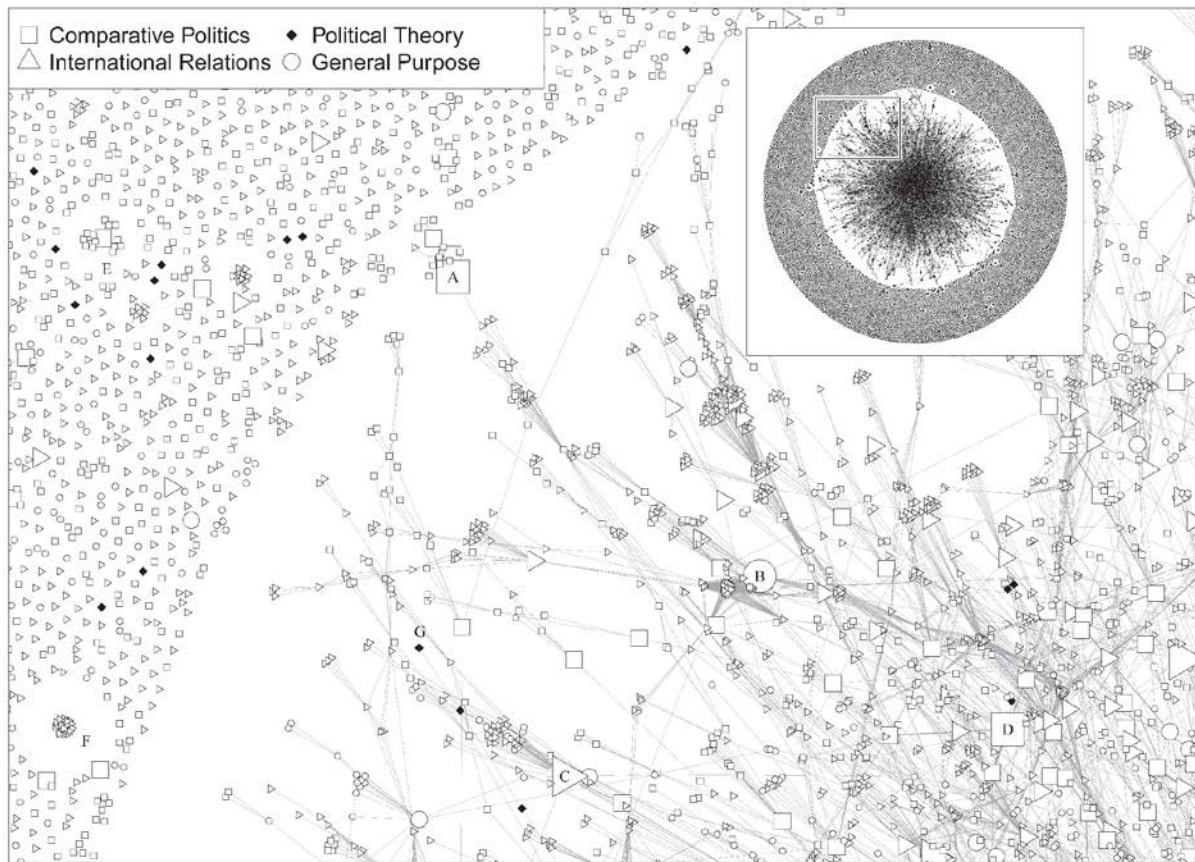 Comparative Politics Political Theory
International Relations General Purpose
E
A
B
G
F
C
D